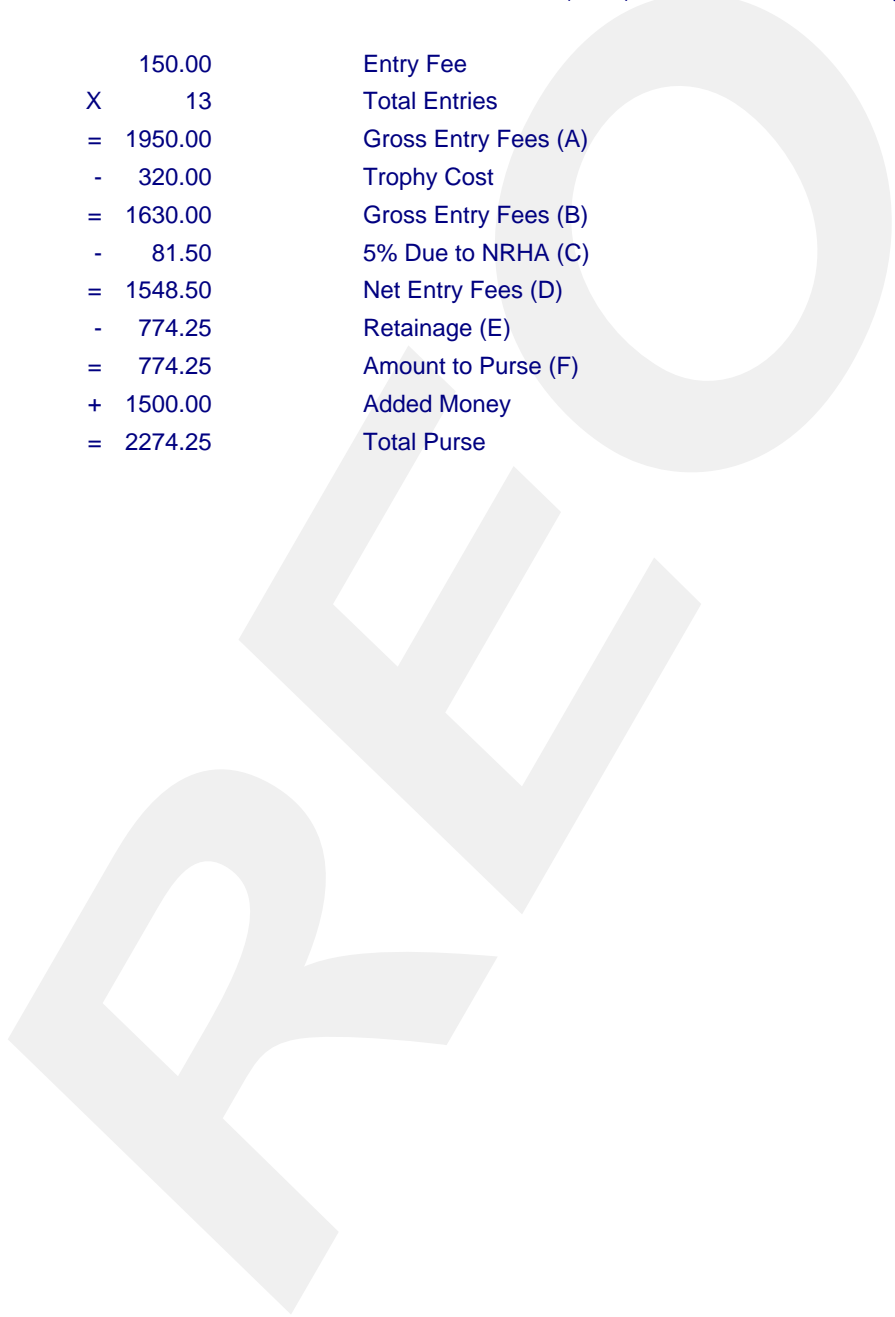 150.00 Entry Fee
X 13 Total Entries
= 1950.00 Gross Entry Fees (A)
- 320.00 Trophy Cost
= 1630.00 Gross Entry Fees (B)
- 81.50 5% Due to NRHA (C)
= 1548.50 Net Entry Fees (D)
- 774.25 Retainage (E)
= 774.25 Amount to Purse (F)
+ 1500.00 Added Money
= 2274.25 Total Purse
REO